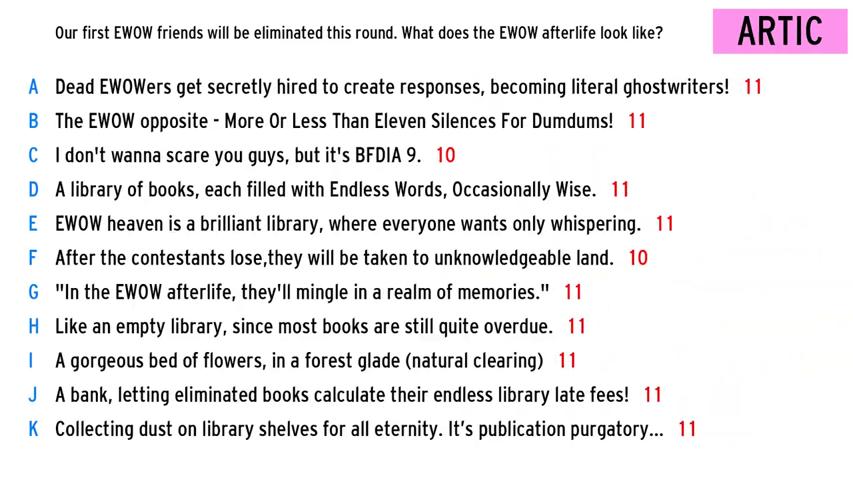 Our first EWOW friends will be eliminated this round. What does the EWOW afterlife look like?
ARTIC
A Dead EWOWers get secretly hired to create responses, becoming literal ghostwriters! 11
B The EWOW opposite - More Or Less Than Eleven Silences For Dumdums! 11
C I don't wanna scare you guys, but it's BFDIA 9. 10
D A library of books, each filled with Endless Words, Occasionally Wise. 11
E EWOW heaven is a brilliant library, where everyone wants only whispering. 11
F After the contestants lose,they will be taken to unknowledgeable land. 10
G "In the EWOW afterlife, they'll mingle in a realm of memories." 11
H Like an empty library, since most books are still quite overdue. 11
I A gorgeous bed of flowers, in a forest glade (natural clearing) 11
J A bank, letting eliminated books calculate their endless library late fees! 11
K Collecting dust on library shelves for all eternity. It’s publication purgatory... 11